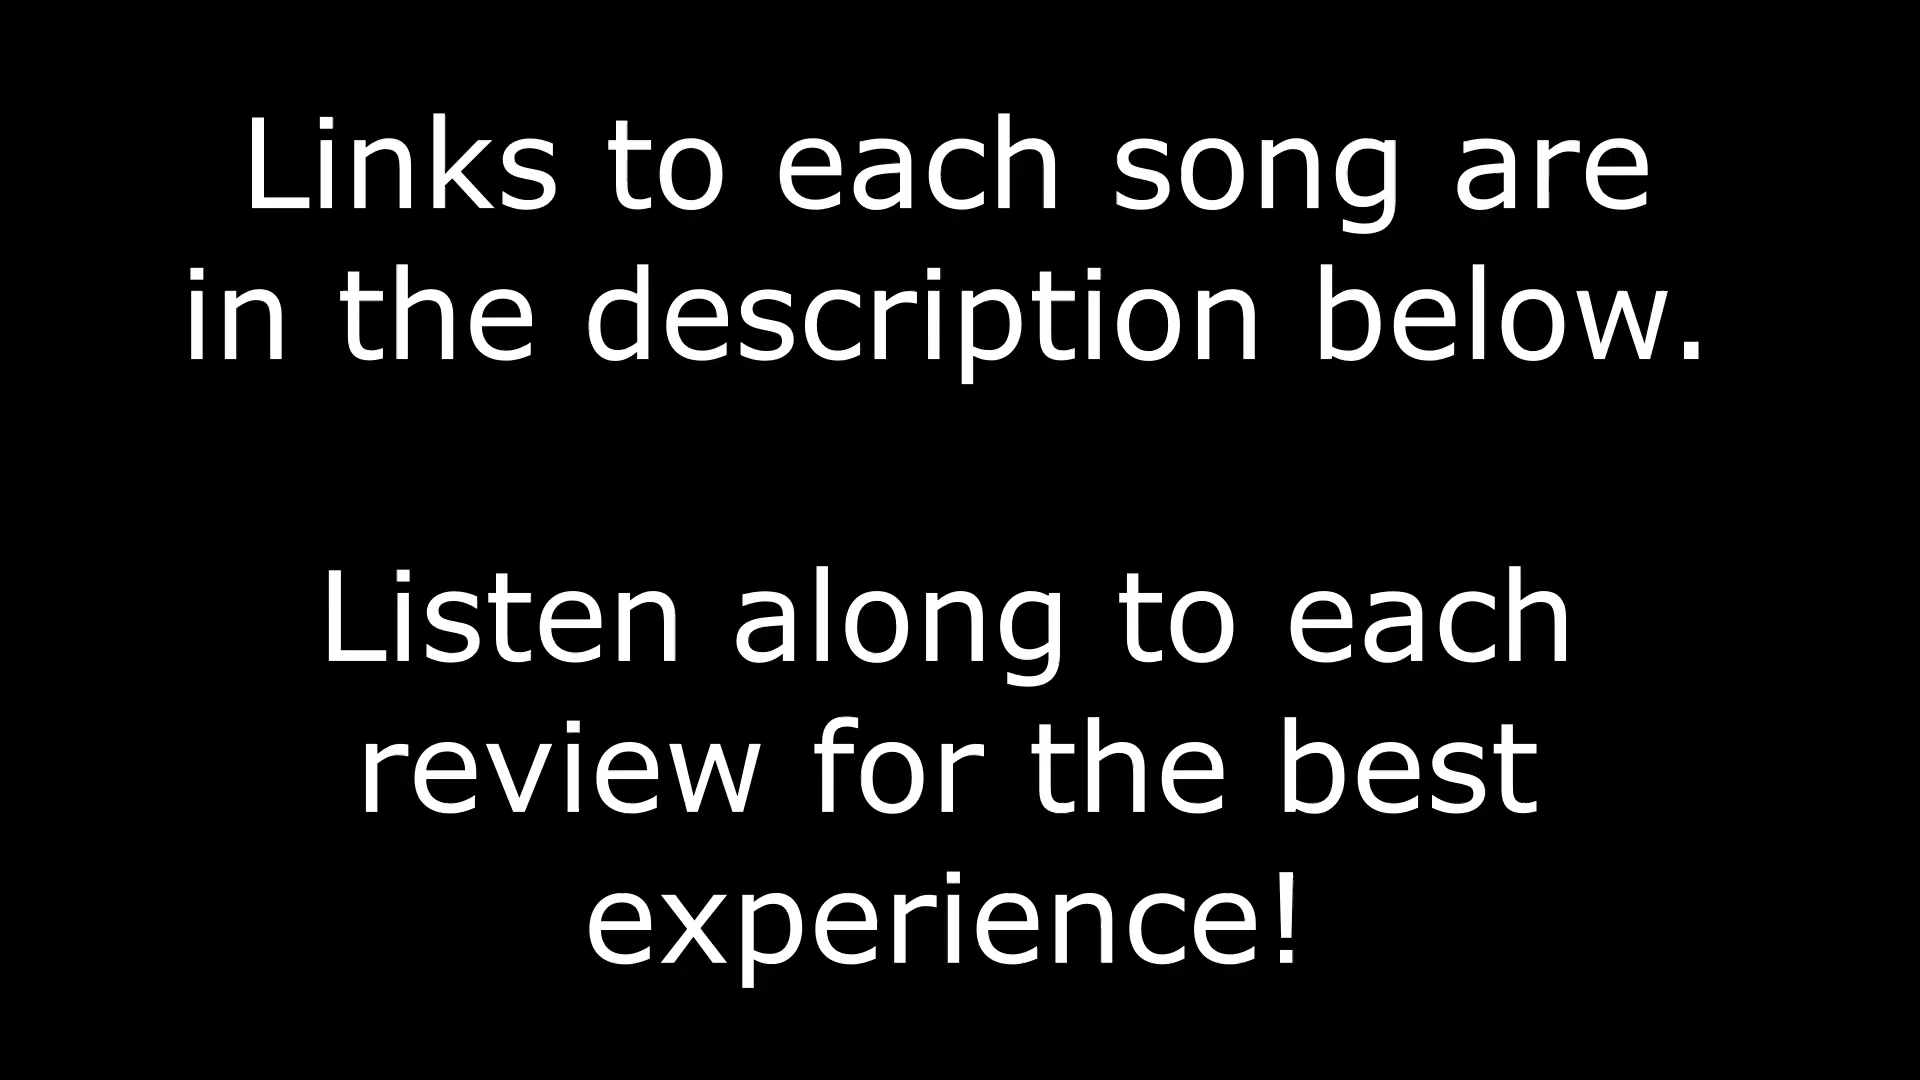 Links to each song are
in the description below.
Listen along to each
review for the best
experience!